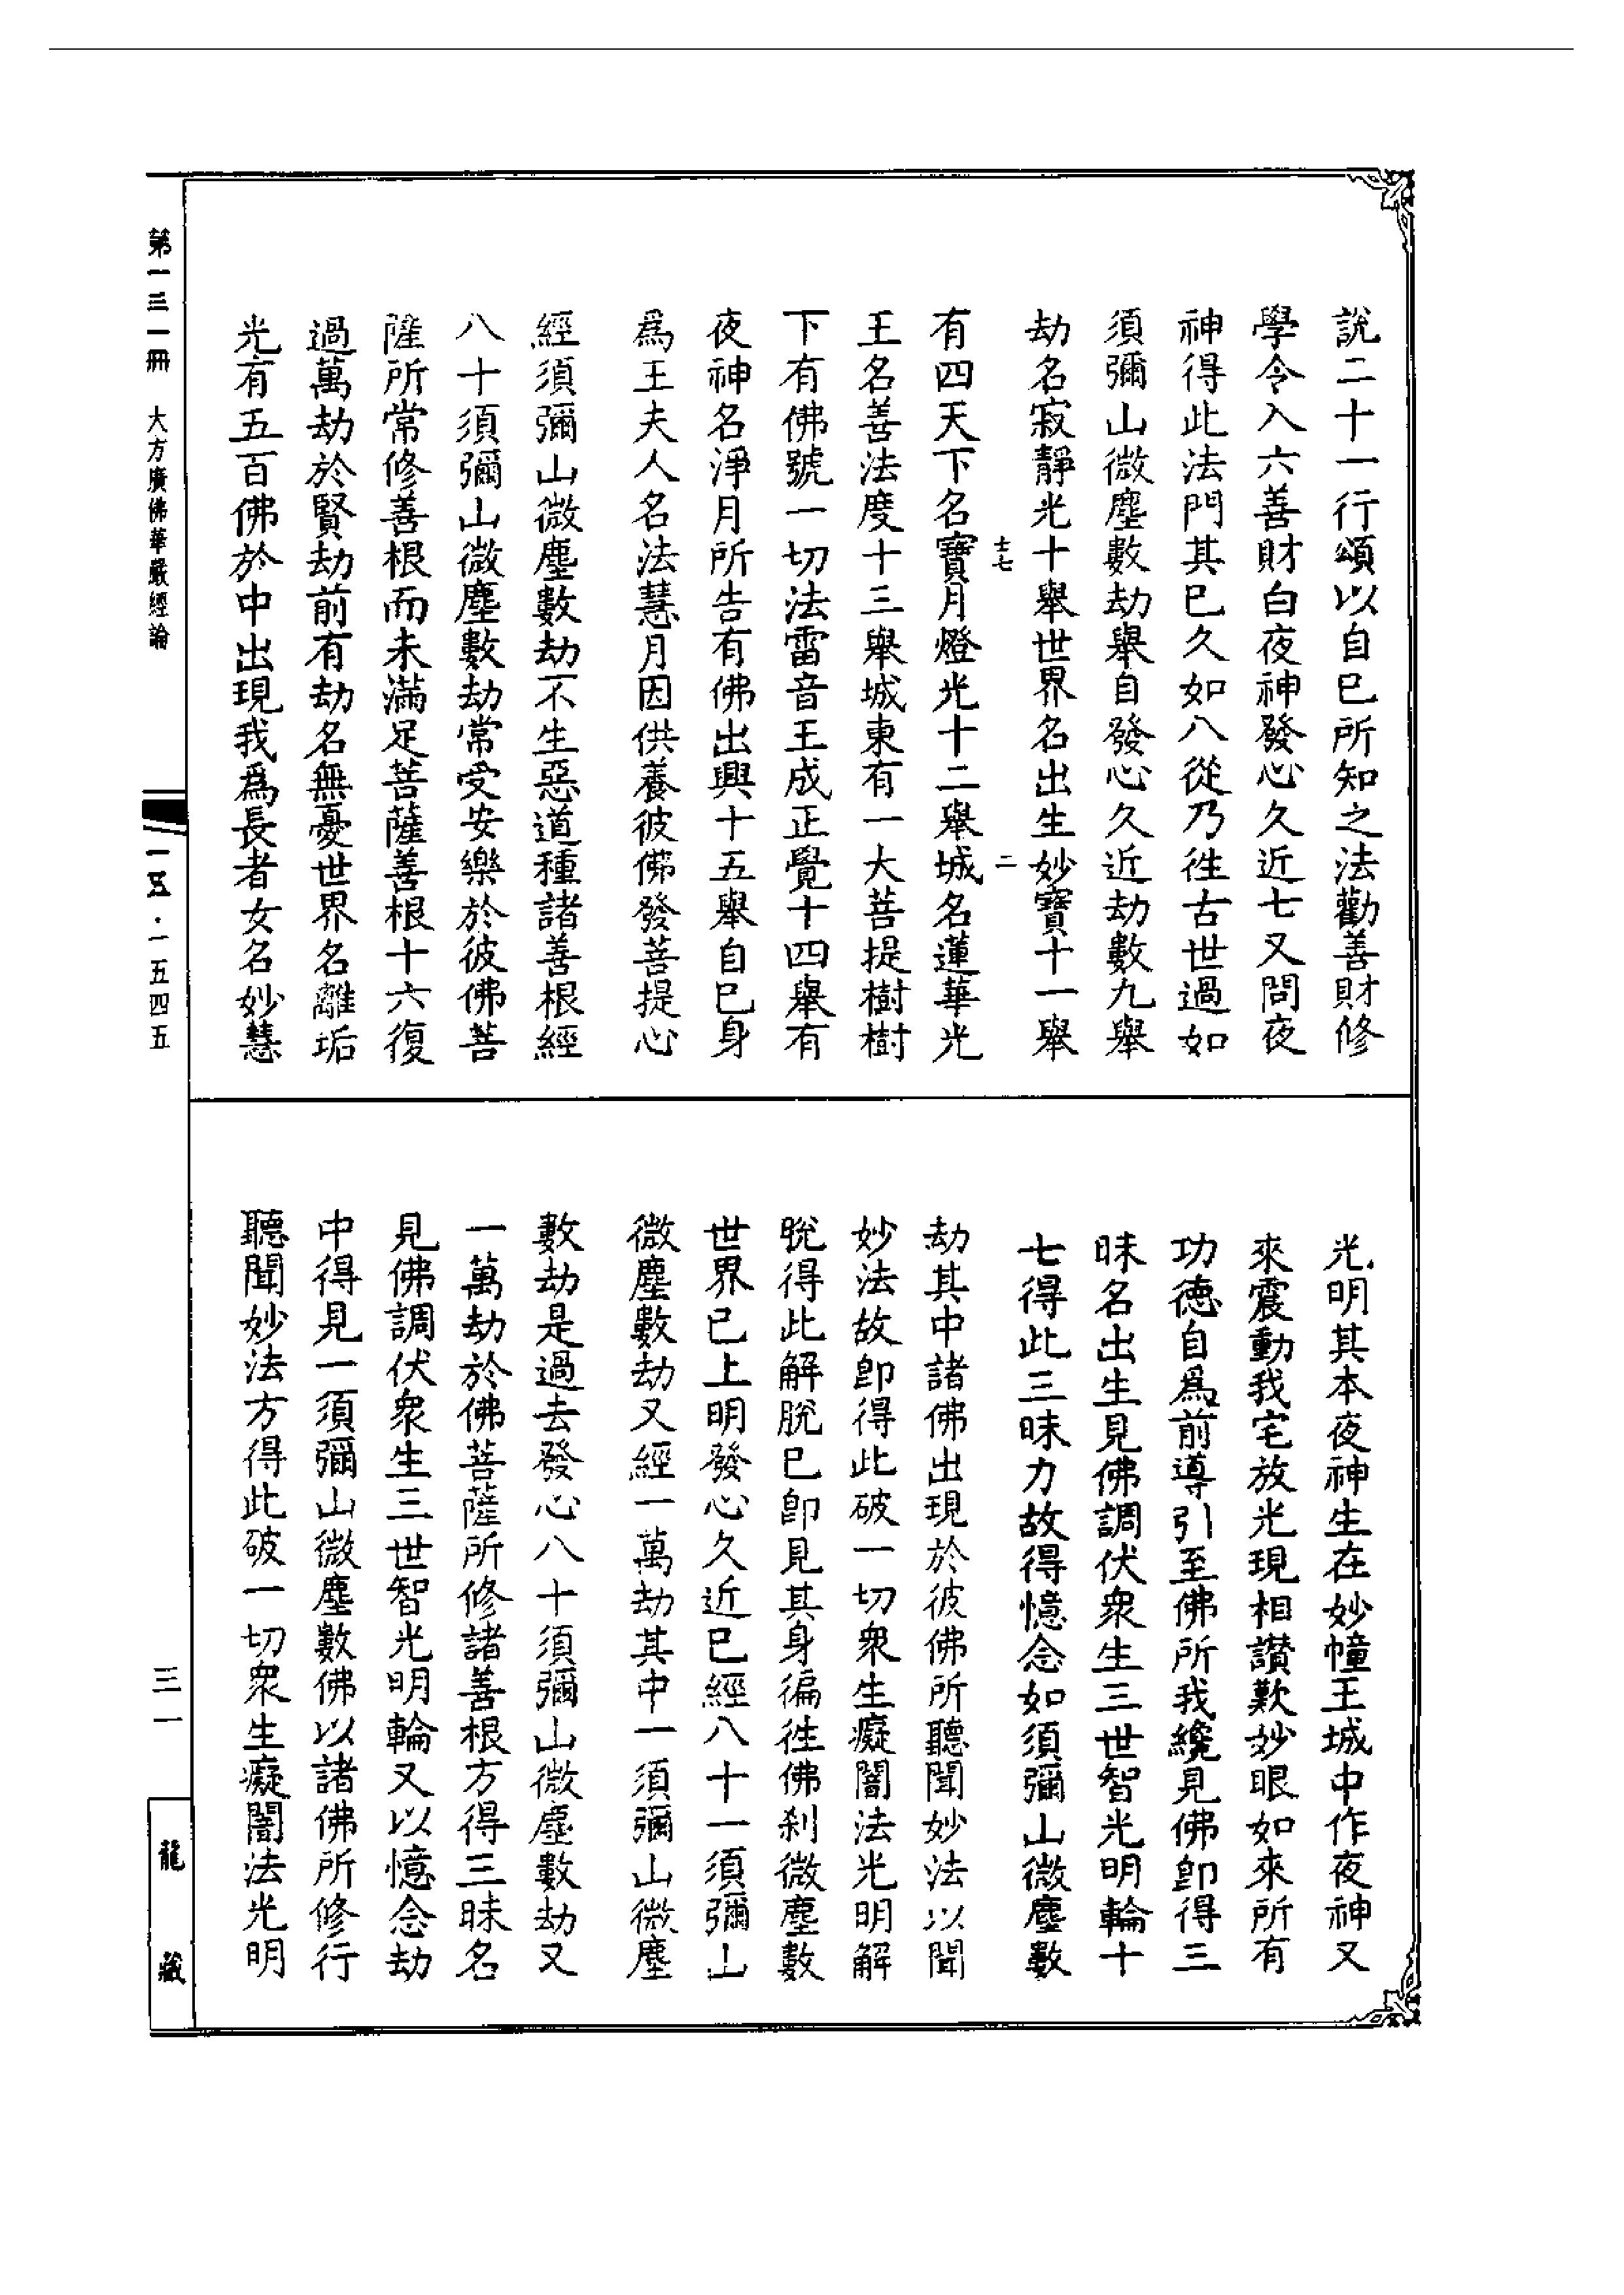 說二十一行頌以自已所知之法勸善財修
學令入六善財白夜神發心久近七又問夜
神得此法門其已久如八從乃徃古世過如
須彌山微塵數劫舉自發心久近劫數九舉
劫名寂靜光十舉世界名出生妙寶十一舉
十七 二
有四天下名寶月燈光十二舉城名蓮華光
王名善法度十三舉城東有一大菩提樹樹
下有佛號一切法雷音王成正覺十四舉有
夜神名淨月所告有佛出興十五舉自已身
爲王夫人名法慧月因供養彼佛發菩提心
經須彌山微塵數劫不生惡道種諸善根經
八十須彌山微塵數劫常受安樂於彼佛菩
薩所常修善根而未滿足菩薩善根十六復
過萬劫於賢劫前有劫名無憂世界名離垢
光有五百佛於中出現我爲長者女名妙慧
光明其本夜神生在妙幢王城中作夜神又
來震動我宅放光現相讃歎妙眼如來所有
功德自爲前導引至佛所我纔見佛卽得三
昧名出生見佛調伏衆生三世智光明輪十
七得此三昧力故得憶念如須彌山微塵數
劫其中諸佛出現於彼佛所聽聞妙法以聞
妙法故卽得此破一切衆生癡闇法光明解
脫得此解脫已卽見其身徧徃佛刹微塵數
世界已上明發心久近已經八十一須彌山
微塵數劫又經一萬劫其中一須彌山微塵
數劫是過去發心八十須彌山微塵數劫又
一萬劫於佛菩薩所修諸善根方得三昧名
見佛調伏衆生三世智光明輪又以憶念劫
中得見一須彌山微塵數佛以諸佛所修行
聽聞妙法方得此破一切衆生癡闇法光明
第一三一冊 大方廣佛華嚴經論
一五·一五四五
三一
龍藏